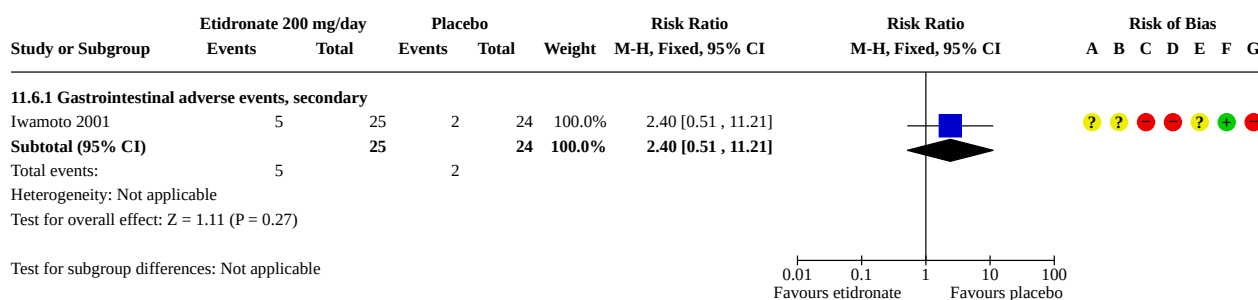 Etidronate 200 mg/day Placebo Risk Ratio Risk Ratio Risk of Bias
Study or Subgroup Events Total Events Total Weight M-H, Fixed, 95% CI M-H, Fixed, 95% CI A B C D E F G
11.6.1 Gastrointestinal adverse events, secondary
Iwamoto 2001 5 25 2 24 100.0% 2.40 [0.51 , 11.21] ? ? − − ? + −
Subtotal (95% CI) 25 24 100.0% 2.40 [0.51 , 11.21]
Total events: 5 2
Heterogeneity: Not applicable
Test for overall effect: Z = 1.11 (P = 0.27)
Test for subgroup differences: Not applicable
0.01 0.1 1 10 100
Favours etidronate Favours placebo